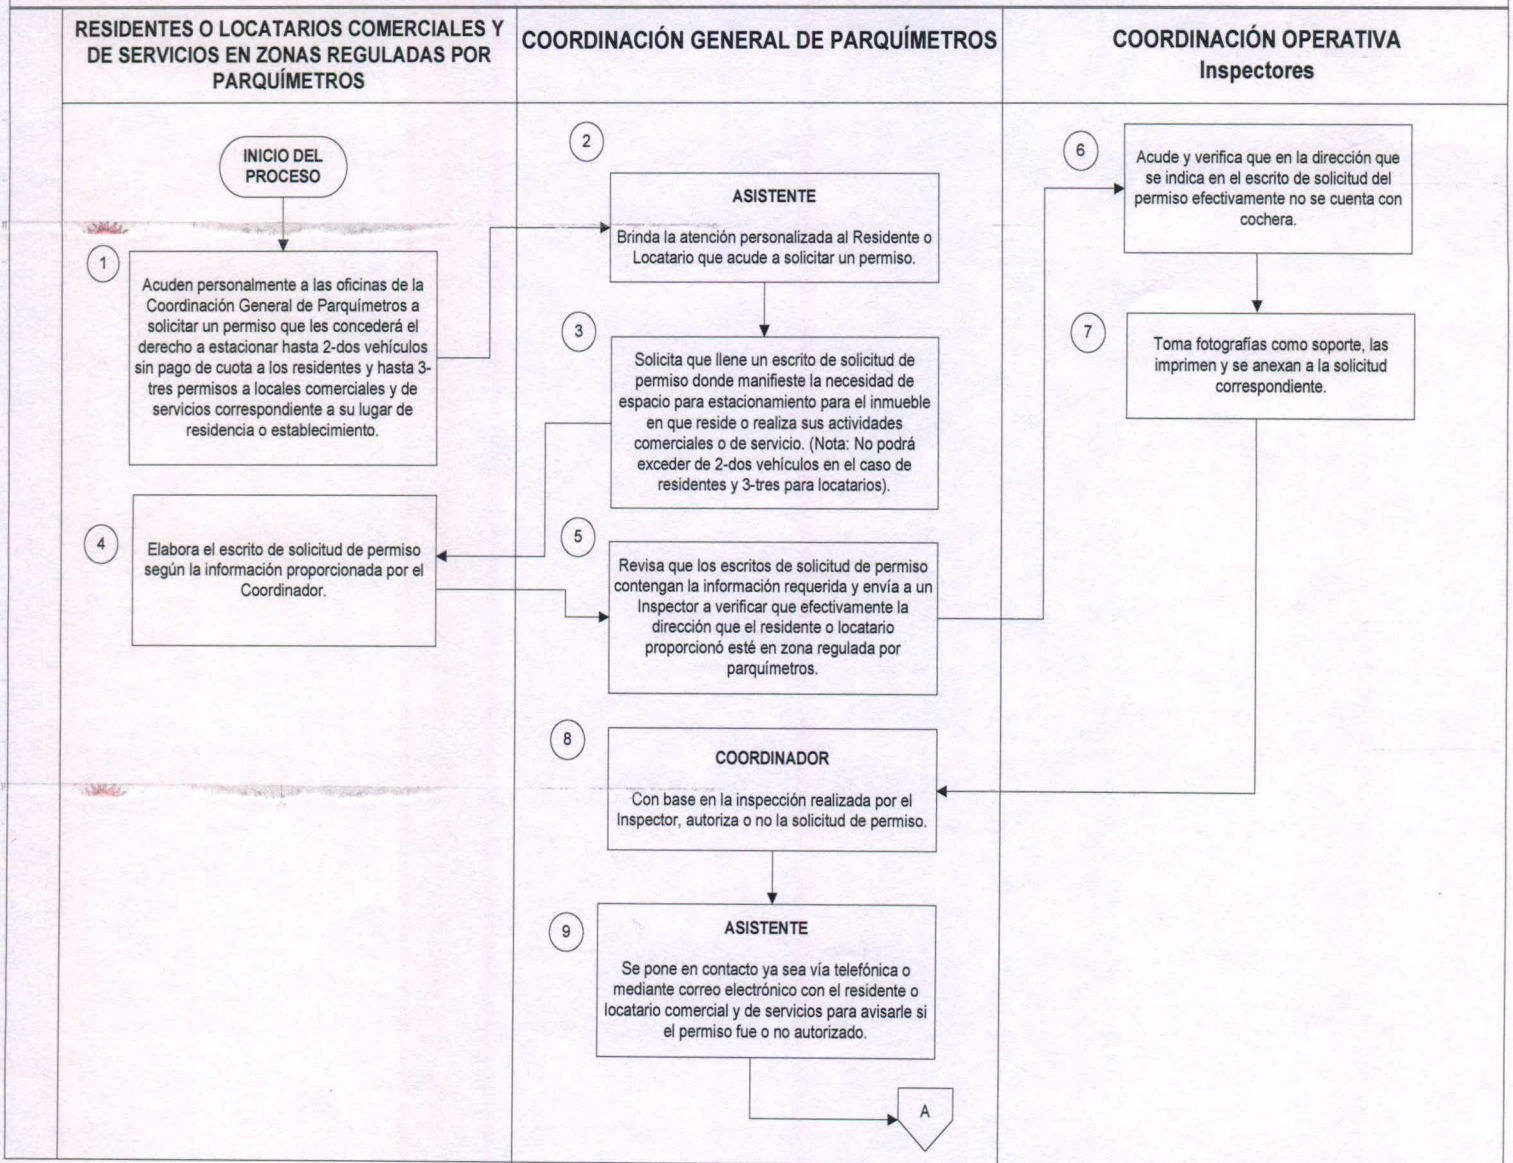 RESIDENTES O LOCATARIOS COMERCIALES Y
DE SERVICIOS EN ZONAS REGULADAS POR
PARQUÍMETROS
COORDINACIÓN GENERAL DE PARQUÍMETROS
COORDINACIÓN OPERATIVA
Inspectores
INICIO DEL
PROCESO
1
Acuden personalmente a las oficinas de la
Coordinación General de Parquímetros a
solicitar un permiso que les concederá el
derecho a estacionar hasta 2-dos vehículos
sin pago de cuota a los residentes y hasta 3-
tres permisos a locales comerciales y de
servicios correspondiente a su lugar de
residencia o establecimiento.
2
ASISTENTE
Brinda la atención personalizada al Residente o
Locatario que acude a solicitar un permiso.
3
Solicita que llene un escrito de solicitud de
permiso donde manifieste la necesidad de
espacio para estacionamiento para el inmueble
en que reside o realiza sus actividades
comerciales o de servicio. (Nota: No podrá
exceder de 2-dos vehículos en el caso de
residentes y 3-tres para locatarios).
4
Elabora el escrito de solicitud de permiso
según la información proporcionada por el
Coordinador.
5
Revisa que los escritos de solicitud de permiso
contengan la información requerida y envía a un
Inspector a verificar que efectivamente la
dirección que el residente o locatario
proporcionó esté en zona regulada por
parquímetros.
6
Acude y verifica que en la dirección que
se indica en el escrito de solicitud del
permiso efectivamente no se cuenta con
cochera.
7
Toma fotografías como soporte, las
imprimen y se anexan a la solicitud
correspondiente.
8
COORDINADOR
Con base en la inspección realizada por el
Inspector, autoriza o no la solicitud de permiso.
9
ASISTENTE
Se pone en contacto ya sea vía telefónica o
mediante correo electrónico con el residente o
locatario comercial y de servicios para avisarle si
el permiso fue o no autorizado.
A